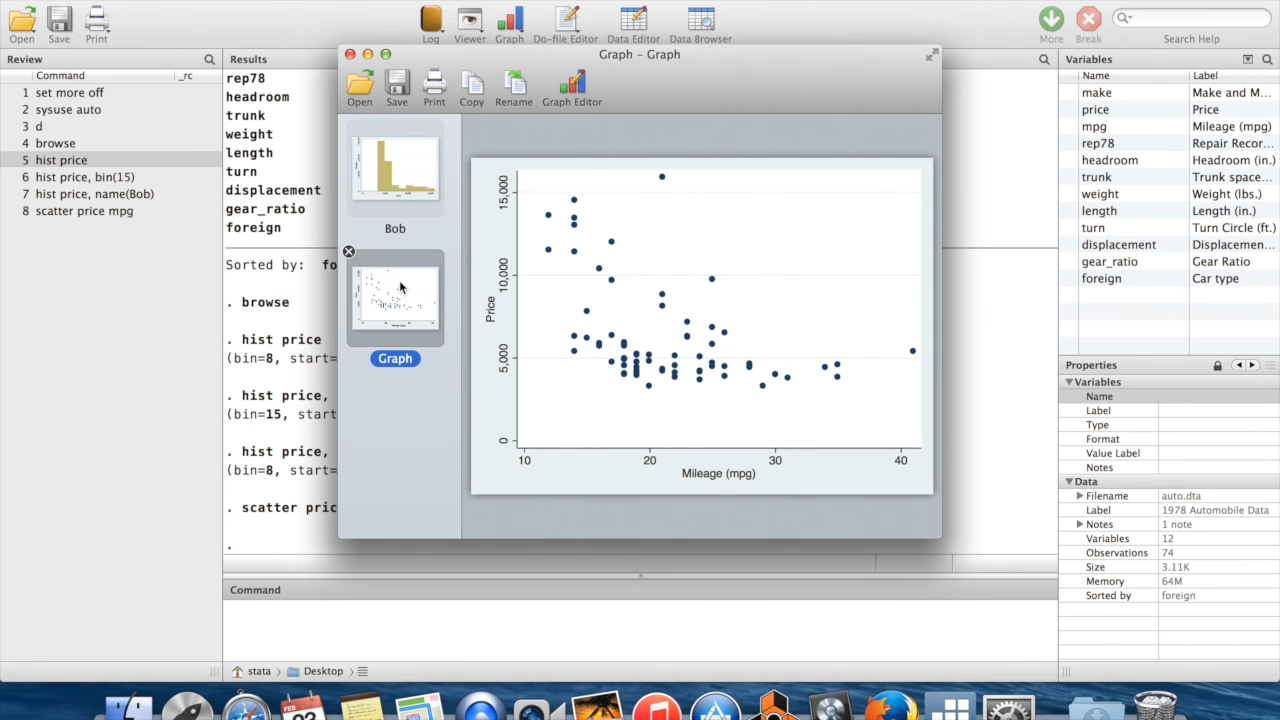 Open Save Print
Log Viewer Graph Do-file Editor Data Editor Data Browser
More Break Search Help
Review
Command _rc
1 set more off
2 sysuse auto
3 d
4 browse
5 hist price
6 hist price, bin(15)
7 hist price, name(Bob)
8 scatter price mpg
Results
rep78
headroom
trunk
weight
length
turn
displacement
gear_ratio
foreign
Sorted by: fo
. browse
. hist price
(bin=8, start=
. hist price,
(bin=15, start
. hist price,
(bin=8, start=
. scatter pric
.
Graph – Graph
Open Save Print Copy Rename Graph Editor
Bob
Graph
Price
15,000
10,000
5,000
0
10 20 30 40
Mileage (mpg)
Command
stata Desktop
Variables
Name Label
make Make and M...
price Price
mpg Mileage (mpg)
rep78 Repair Recor...
headroom Headroom (in.)
trunk Trunk space...
weight Weight (lbs.)
length Length (in.)
turn Turn Circle (ft.)
displacement Displacemen...
gear_ratio Gear Ratio
foreign Car type
Properties
Variables
Name
Label
Type
Format
Value Label
Notes
Data
Filename auto.dta
Label 1978 Automobile Data
Notes 1 note
Variables 12
Observations 74
Size 3.11K
Memory 64M
Sorted by foreign